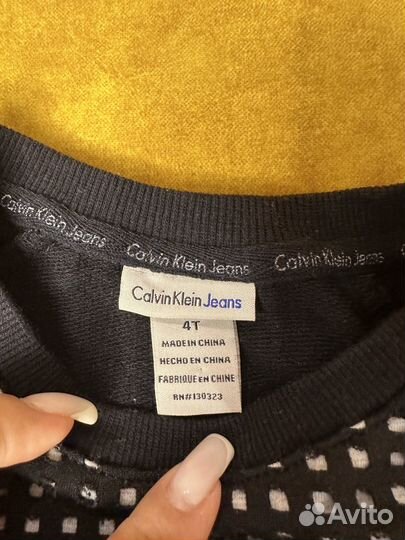 Calvin Klein Jeans Calvin Klein Jeans Calvin Klein Jeans
Calvin Klein Jeans
4T
MADE IN CHINA
HECHO EN CHINA
FABRIQUE EN CHINE
RN#130323
Avito